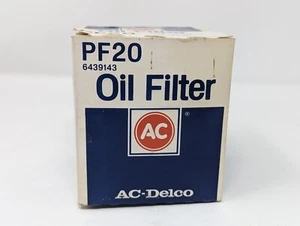 PF20
6439143
Oil Filter
AC
®
AC-Delco